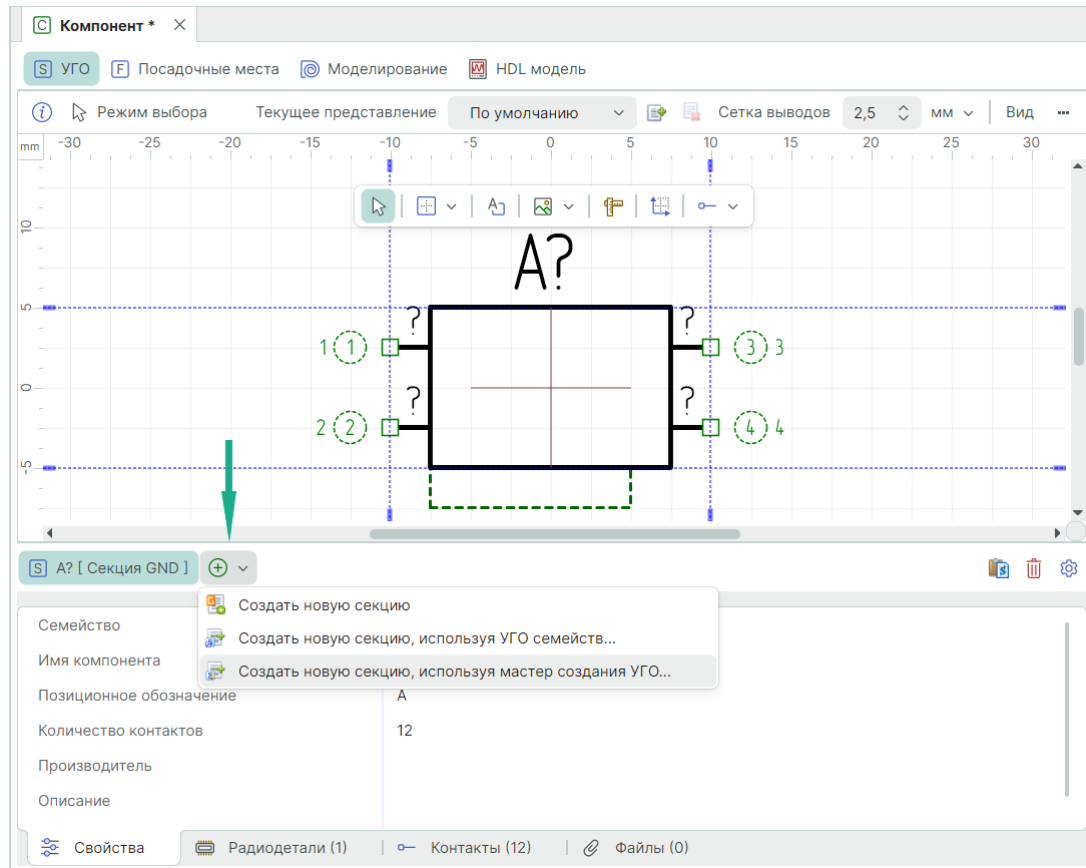 C Компонент *
S УГО F Посадочные места Моделирование HDL модель
Режим выбора Текущее представление По умолчанию Сетка выводов 2,5 мм Вид
mm -30 -25 -20 -15 -10 -5 0 5 10 15 20 25 30
10
5
0
-5
A?
? ?
1 1 3 3
? ?
2 2 4 4
S A? [ Секция GND ]
Создать новую секцию
Создать новую секцию, используя УГО семейств...
Создать новую секцию, используя мастер создания УГО...
Семейство
Имя компонента
Позиционное обозначение A
Количество контактов 12
Производитель
Описание
Свойства Радиодетали (1) Контакты (12) Файлы (0)